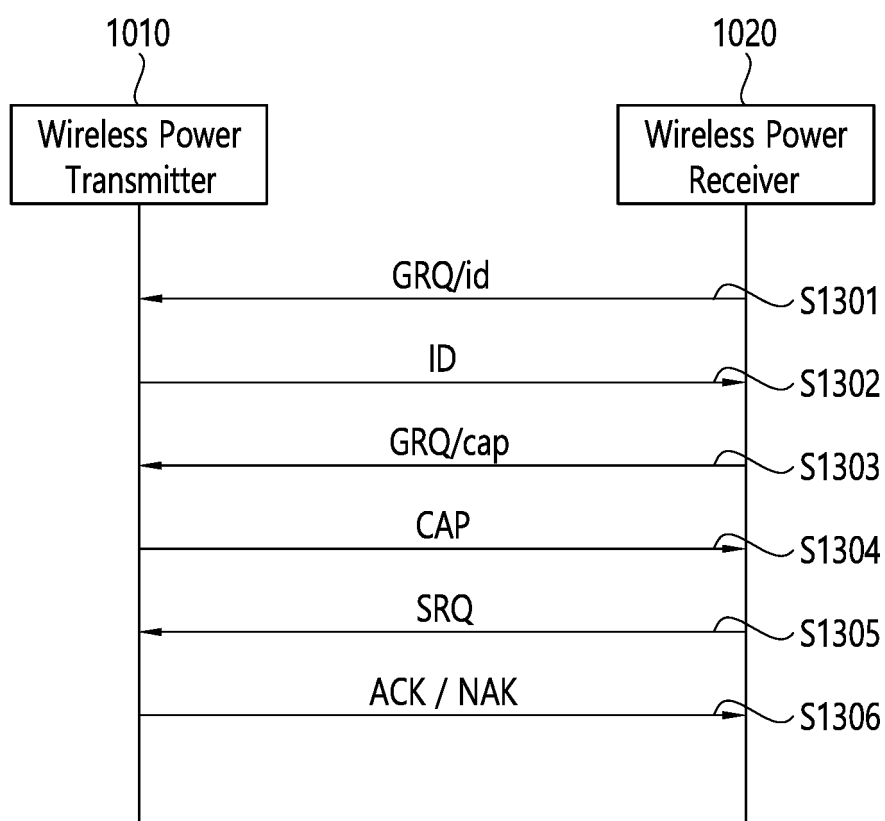 1010
1020
Wireless Power
Transmitter
Wireless Power
Receiver
GRQ/id
S1301
ID
S1302
GRQ/cap
S1303
CAP
S1304
SRQ
S1305
ACK / NAK
S1306